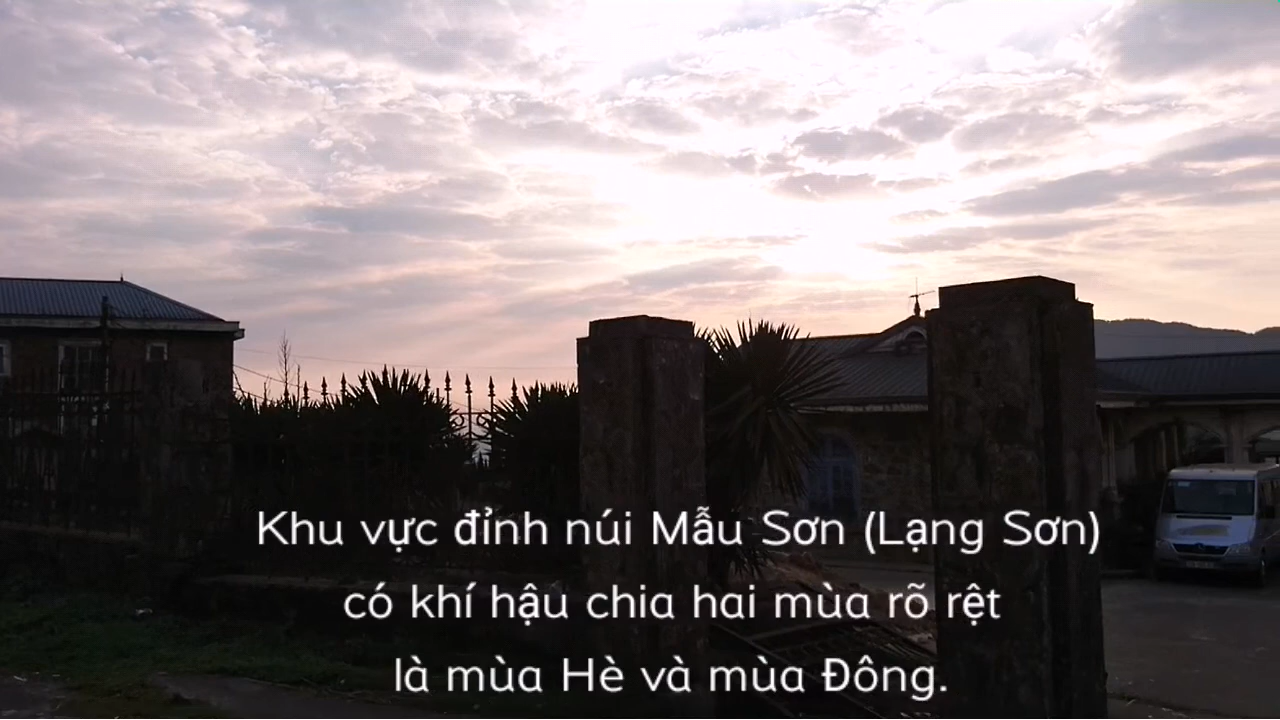 Khu vực đỉnh núi Mẫu Sơn (Lạng Sơn)
có khí hậu chia hai mùa rõ rệt
là mùa Hè và mùa Đông.